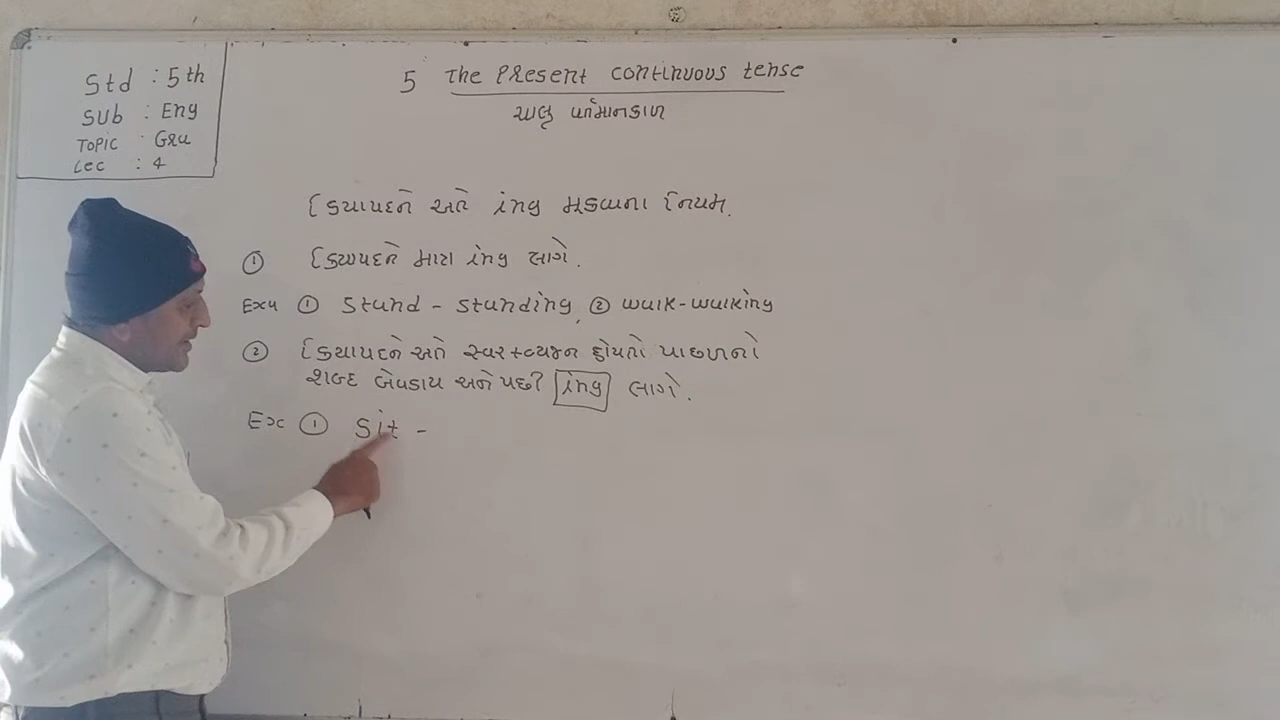 Std : 5th
Sub : Eng
Topic : Gra
Lec : 4
5 The Present continuous tense
ચાલુ વર્તમાનકાળ
ક્રિયાપદને અંતે ing મૂકવાના નિયમ.
① ક્રિયાપદને માત્ર ing લાગે.
Exa ① Stand - standing, ② walk-walking
② ક્રિયાપદને અંતે સ્વર+વ્યંજન હોયતો પાછળનો
શબ્દ બેવડાય અને પછી ing લાગે.
Ex ① Sit -